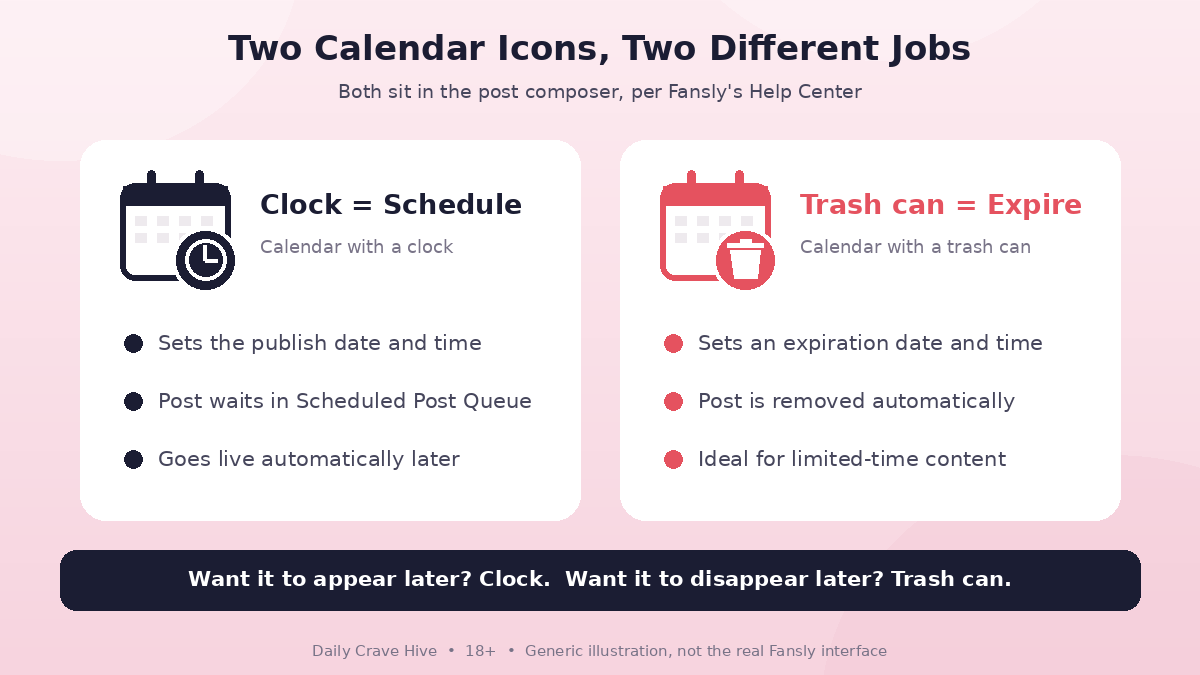 Two Calendar Icons, Two Different Jobs
Both sit in the post composer, per Fansly's Help Center
Clock = Schedule
Calendar with a clock
Sets the publish date and time
Post waits in Scheduled Post Queue
Goes live automatically later
Trash can = Expire
Calendar with a trash can
Sets an expiration date and time
Post is removed automatically
Ideal for limited-time content
Want it to appear later? Clock.  Want it to disappear later? Trash can.
Daily Crave Hive • 18+ • Generic illustration, not the real Fansly interface